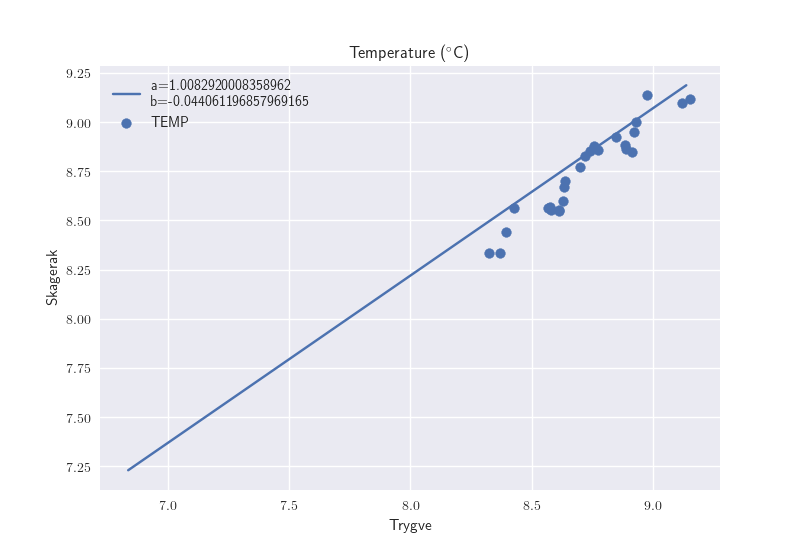 Temperature (°C)
a=1.0082920008358962
b=-0.044061196857969165
TEMP
9.25
9.00
8.75
8.50
8.25
8.00
7.75
7.50
7.25
Skagerak
7.0 7.5 8.0 8.5 9.0
Trygve